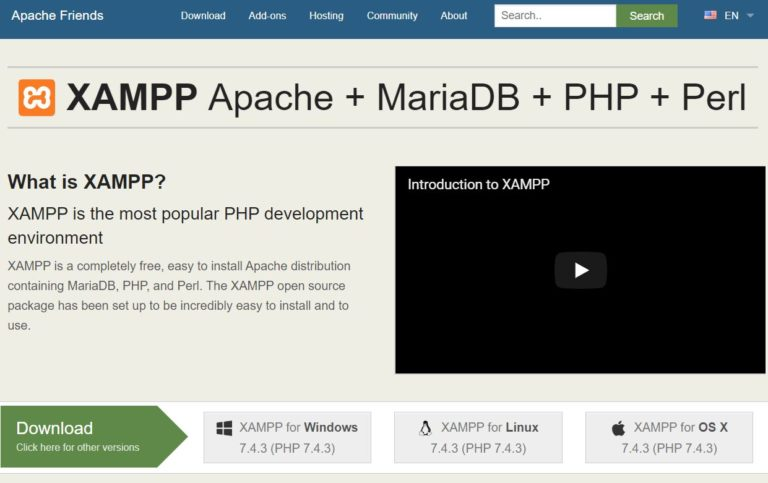 Apache Friends
Download Add-ons Hosting Community About Search.. Search EN
XAMPP Apache + MariaDB + PHP + Perl
What is XAMPP?
XAMPP is the most popular PHP development
environment
XAMPP is a completely free, easy to install Apache distribution
containing MariaDB, PHP, and Perl. The XAMPP open source
package has been set up to be incredibly easy to install and to
use.
Introduction to XAMPP
Download
Click here for other versions
XAMPP for Windows
7.4.3 (PHP 7.4.3)
XAMPP for Linux
7.4.3 (PHP 7.4.3)
XAMPP for OS X
7.4.3 (PHP 7.4.3)